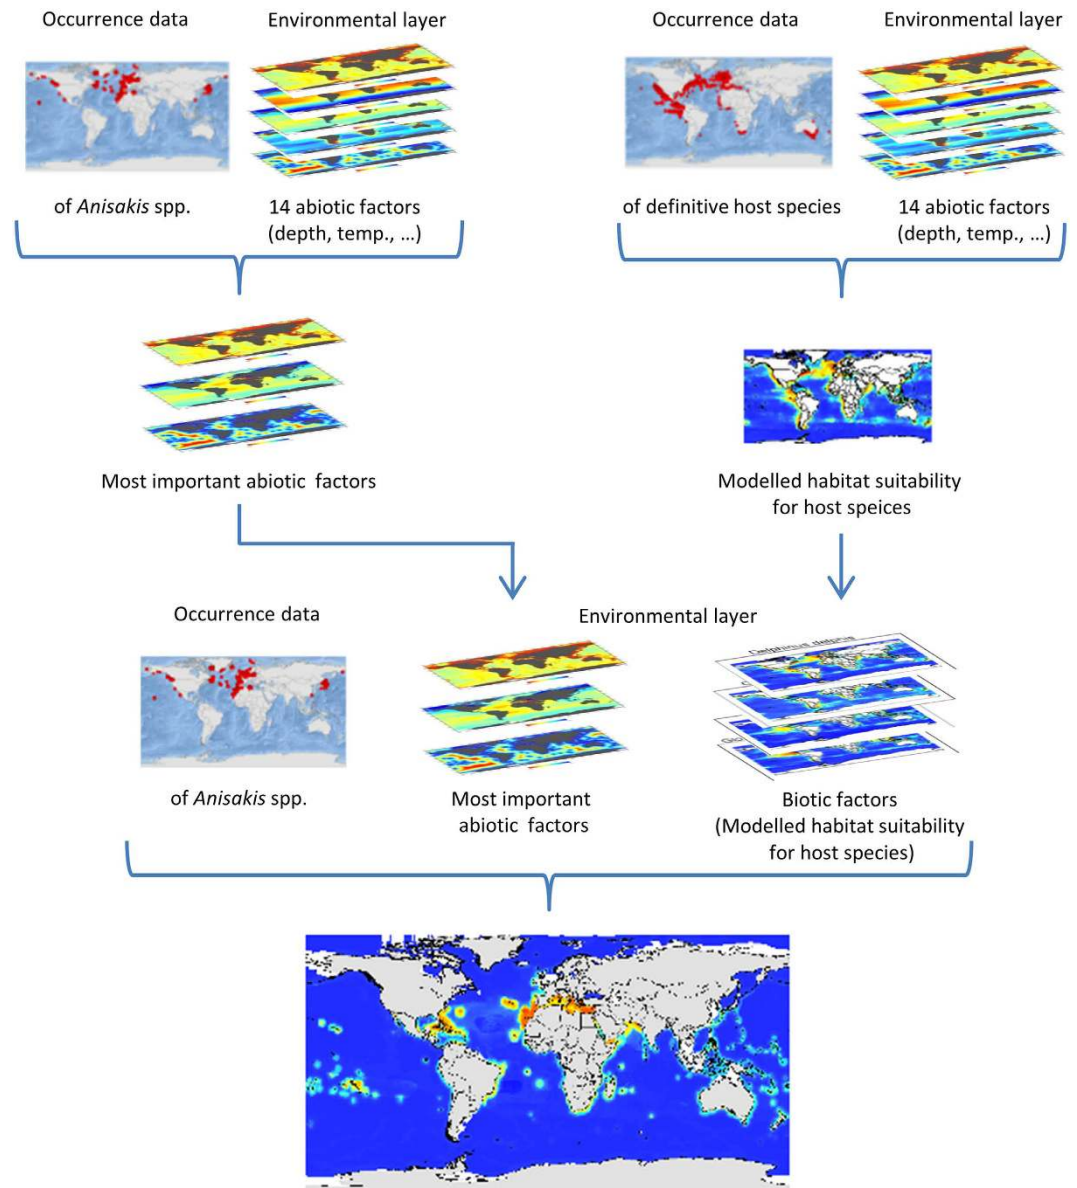 Occurrence data
Environmental layer
of Anisakis spp.
14 abiotic factors
(depth, temp., ...)
Occurrence data
Environmental layer
of definitive host species
14 abiotic factors
(depth, temp., ...)
Most important abiotic factors
Modelled habitat suitability
for host speices
Occurrence data
Environmental layer
Delphinus delphis
of Anisakis spp.
Most important
abiotic factors
Biotic factors
(Modelled habitat suitability
for host species)